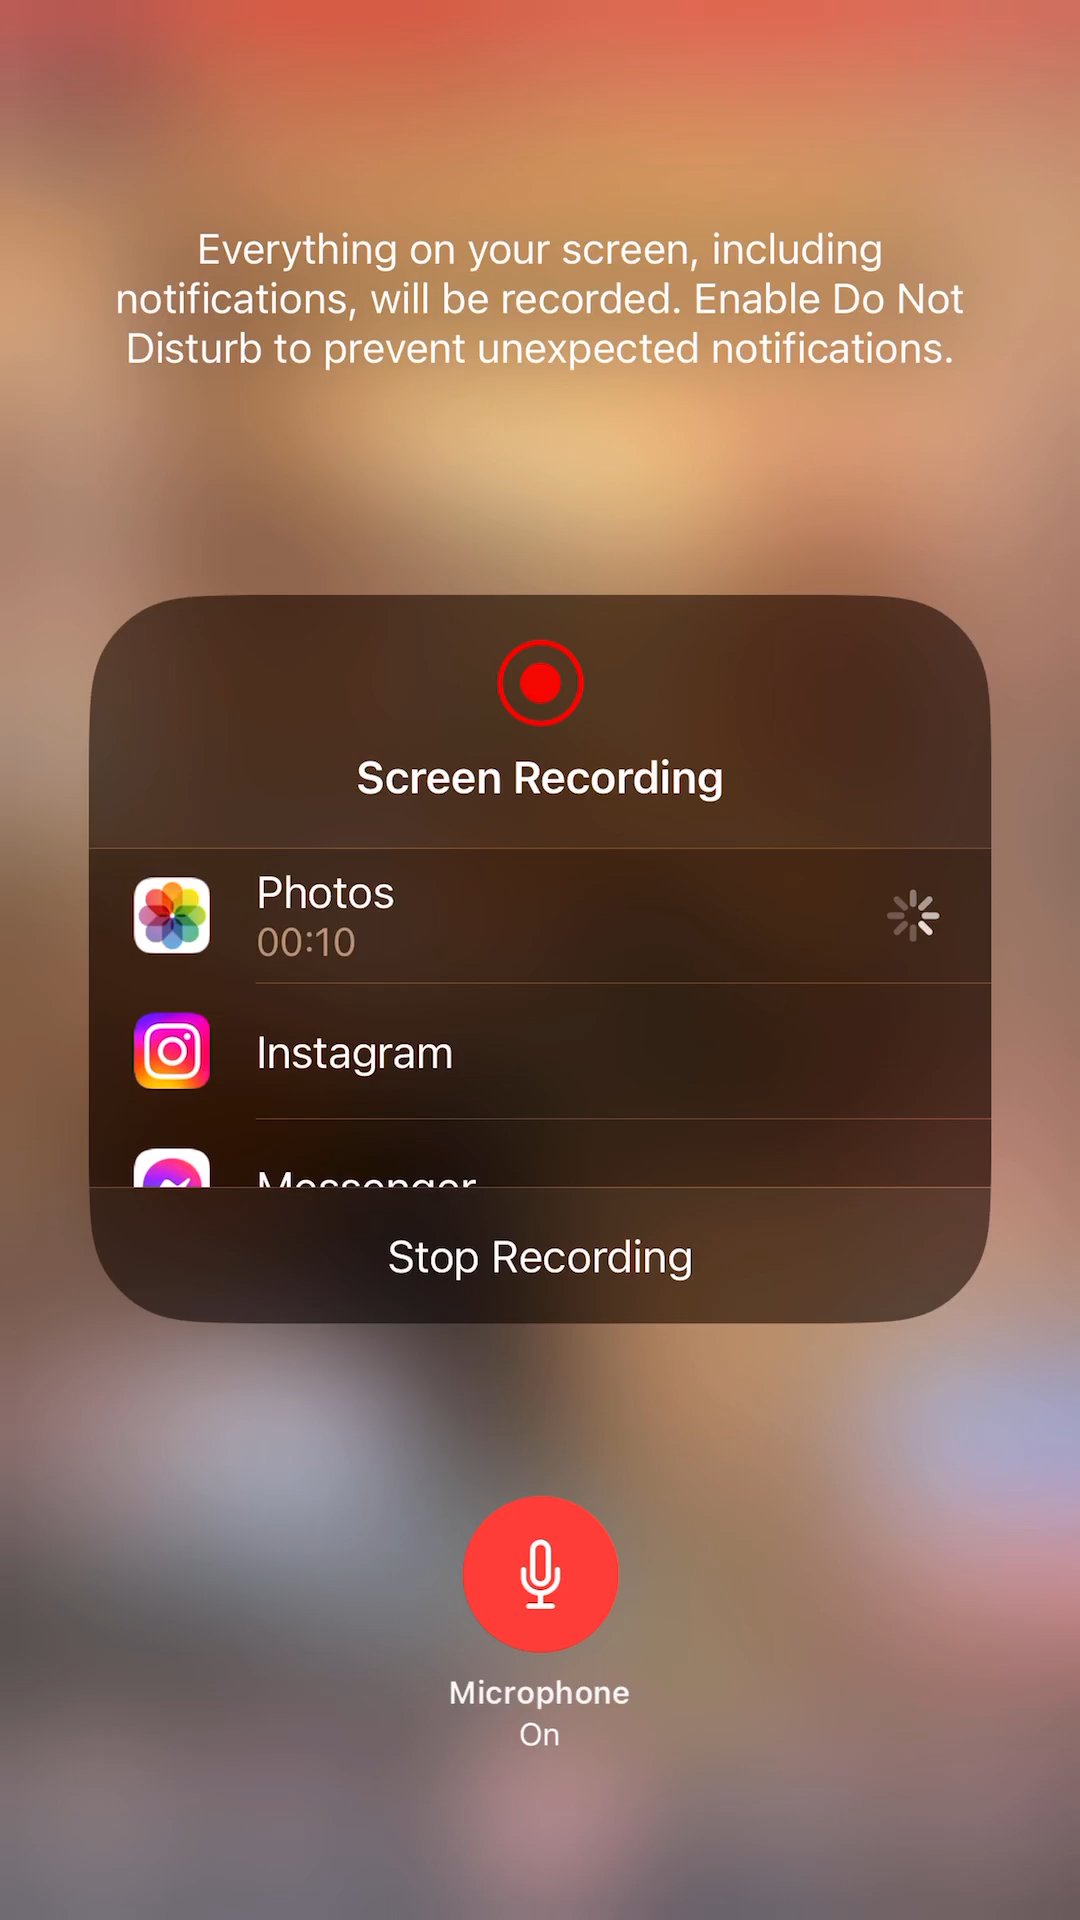 Everything on your screen, including
notifications, will be recorded. Enable Do Not
Disturb to prevent unexpected notifications.
Screen Recording
Photos
00:10
Instagram
Messenger
Stop Recording
Microphone
On